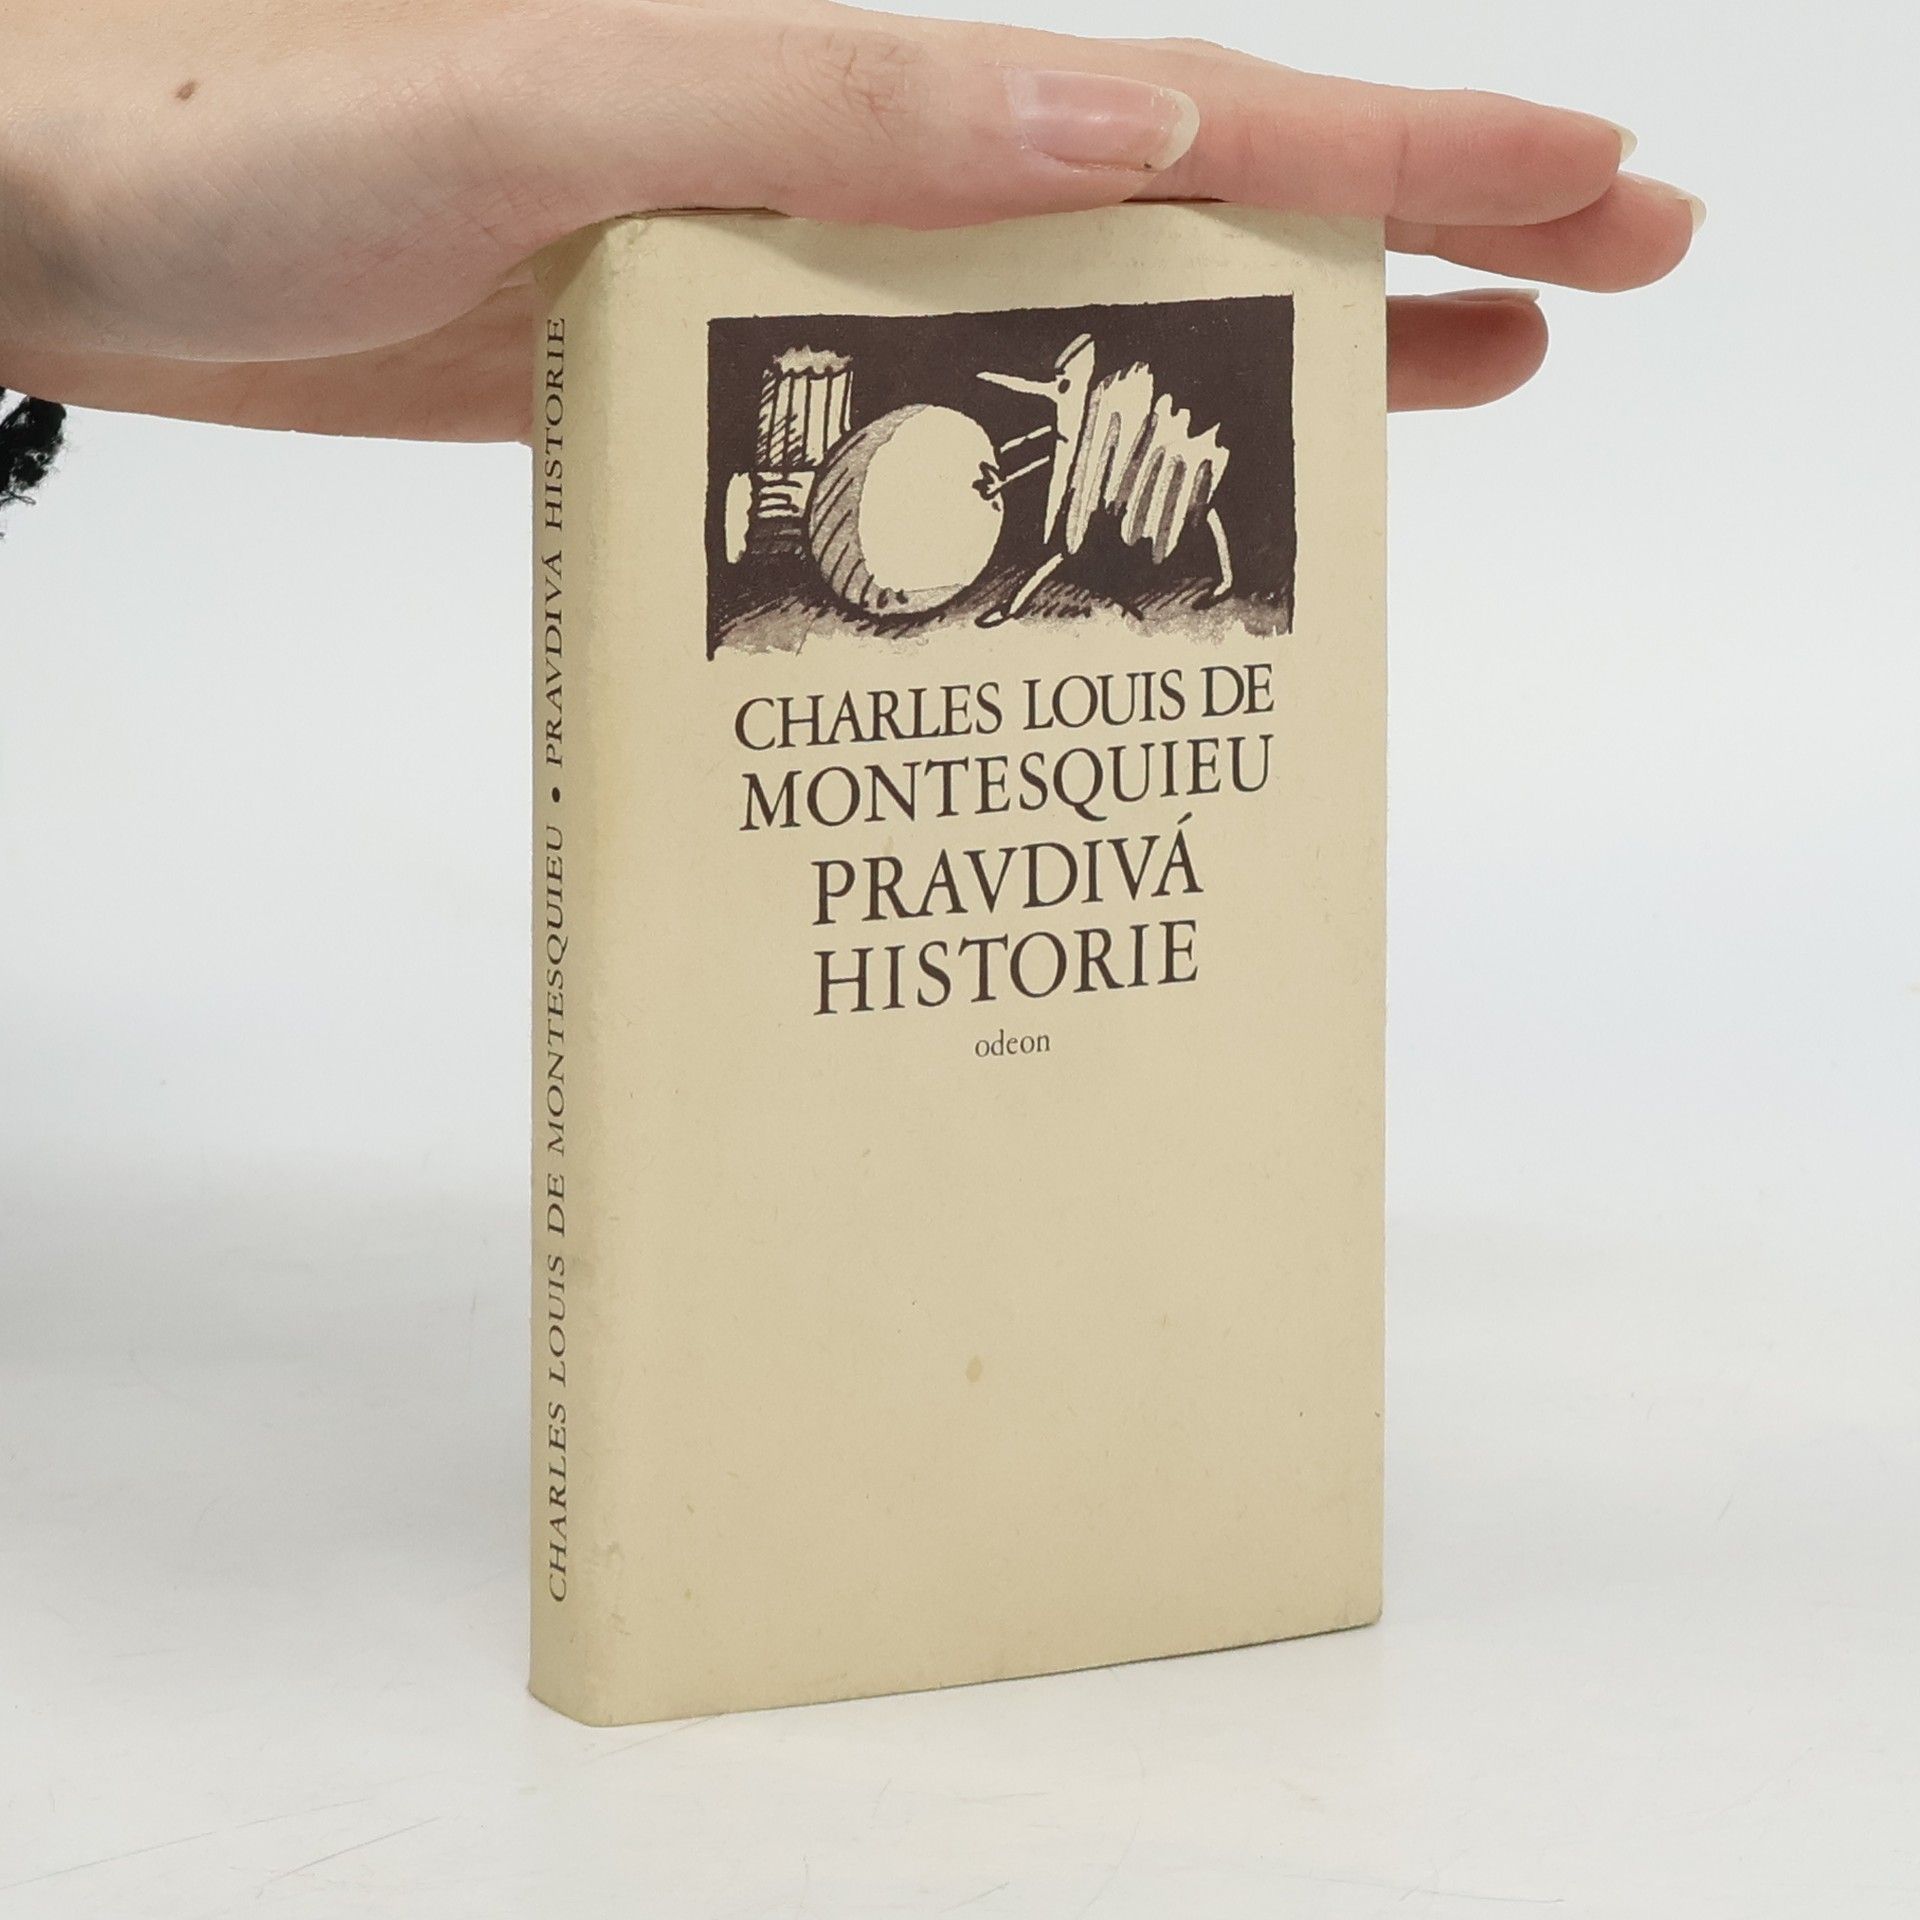 CHARLES LOUIS DE MONTESQUIEU • PRAVDIVÁ HISTORIE
CHARLES LOUIS DE
MONTESQUIEU
PRAVDIVÁ
HISTORIE
odeon